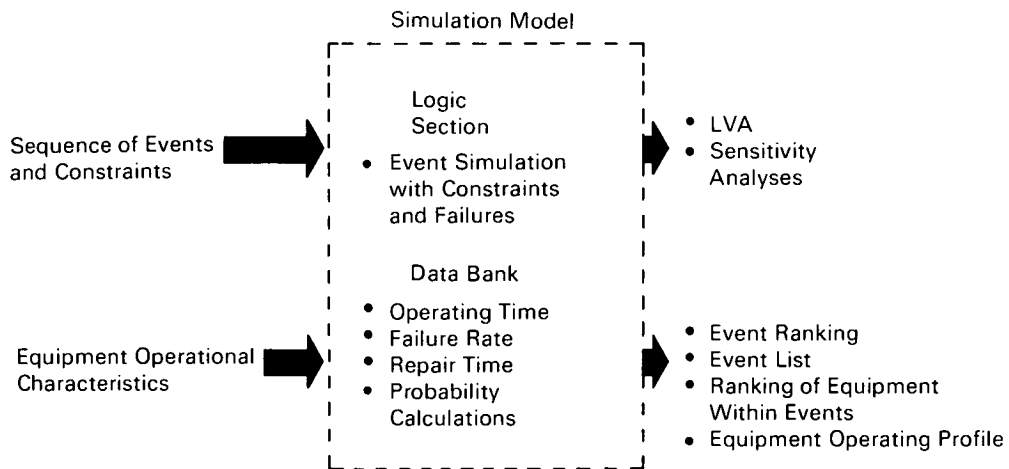 Simulation Model
Sequence of Events
and Constraints
Logic
Section
• Event Simulation
with Constraints
and Failures
• LVA
• Sensitivity
Analyses
Equipment Operational
Characteristics
Data Bank
• Operating Time
• Failure Rate
• Repair Time
• Probability
Calculations
• Event Ranking
• Event List
• Ranking of Equipment
Within Events
• Equipment Operating Profile